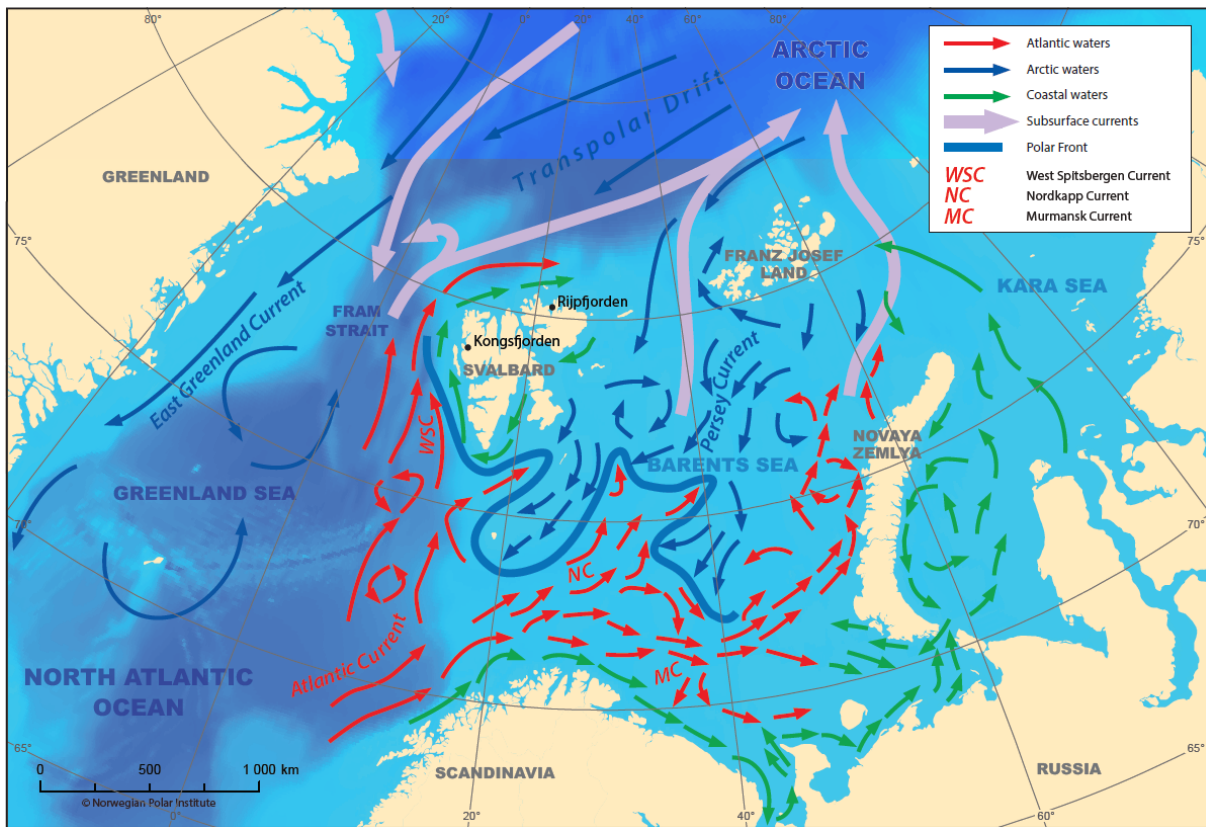 80°
20°
0°
20°
40°
60°
80°
ARCTIC
OCEAN
Atlantic waters
Arctic waters
Coastal waters
Subsurface currents
Polar Front
WSC West Spitsbergen Current
NC Nordkapp Current
MC Murmansk Current
Transpolar Drift
GREENLAND
75°
75°
FRANZ JOSEF
LAND
KARA SEA
FRAM
STRAIT
Rijpfjorden
Kongsfjorden
SVALBARD
East Greenland Current
Persey Current
WSC
NOVAYA
ZEMLYA
BARENTS SEA
GREENLAND SEA
70°
70°
NC
Atlantic Current
MC
NORTH ATLANTIC
OCEAN
65°
65°
0 500 1 000 km
© Norwegian Polar Institute
SCANDINAVIA
RUSSIA
0°
20°
40°
60°